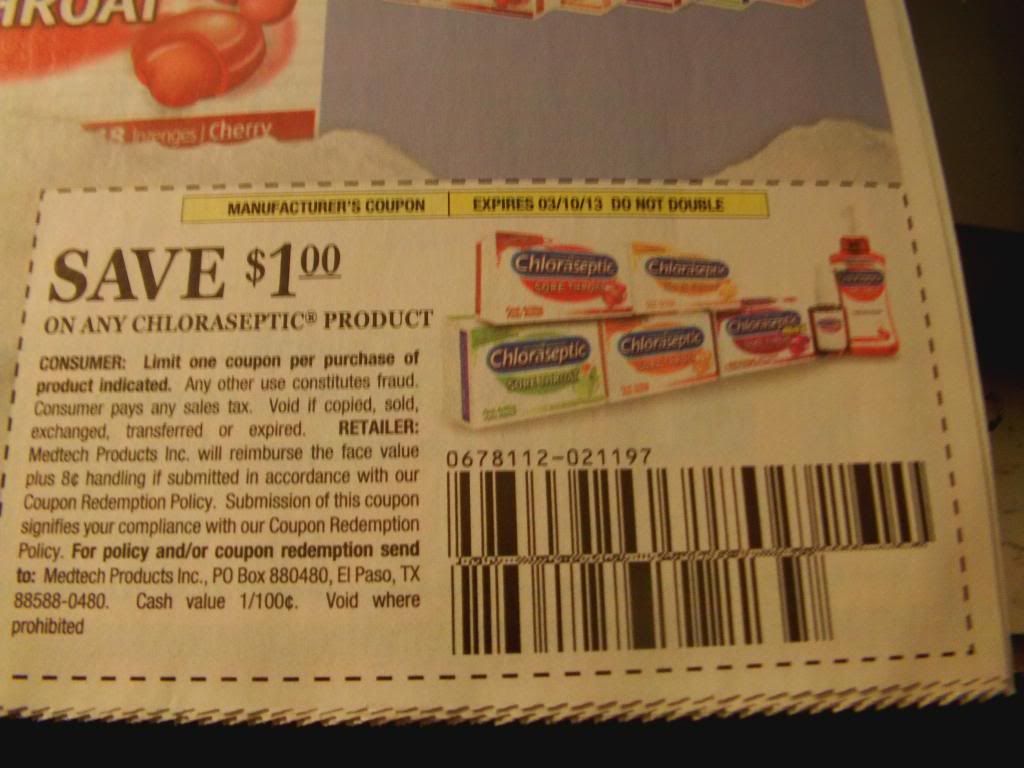 THROAT
18 lozenges | Cherry
MANUFACTURER'S COUPON | EXPIRES 03/10/13 DO NOT DOUBLE
SAVE $1.00
ON ANY CHLORASEPTIC® PRODUCT
CONSUMER: Limit one coupon per purchase of
product indicated. Any other use constitutes fraud.
Consumer pays any sales tax. Void if copied, sold,
exchanged, transferred or expired. RETAILER:
Medtech Products Inc. will reimburse the face value
plus 8¢ handling if submitted in accordance with our
Coupon Redemption Policy. Submission of this coupon
signifies your compliance with our Coupon Redemption
Policy. For policy and/or coupon redemption send
to: Medtech Products Inc., PO Box 880480, El Paso, TX
88588-0480. Cash value 1/100¢. Void where
prohibited
Chloraseptic
SORE THROAT
Chloraseptic
Chloraseptic
SORE THROAT
Chloraseptic
Chloraseptic
0678112-021197